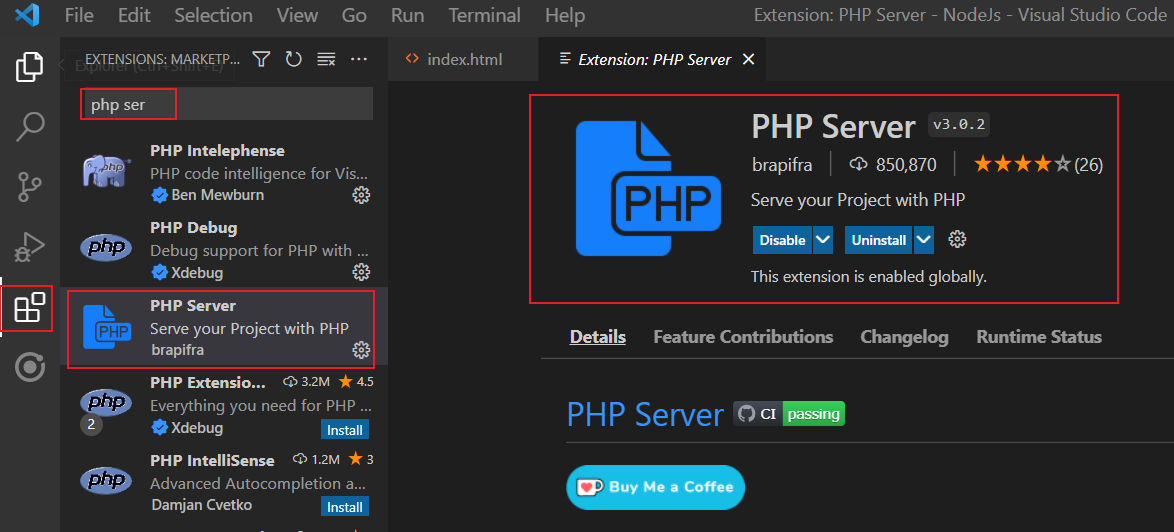 File Edit Selection View Go Run Terminal Help
Extension: PHP Server - NodeJs - Visual Studio Code
EXTENSIONS: MARKETP...
Explorer (Ctrl+Shift+E)
php ser
PHP Intelephense
PHP code intelligence for Vis...
Ben Mewburn
PHP Debug
Debug support for PHP with ...
Xdebug
PHP Server
Serve your Project with PHP
brapifra
PHP Extensio... 3.2M 4.5
Everything you need for PHP ...
2
Xdebug Install
PHP IntelliSense 1.2M 3
Advanced Autocompletion a...
Damjan Cvetko Install
index.html
Extension: PHP Server
PHP
PHP Server v3.0.2
brapifra 850,870 (26)
Serve your Project with PHP
Disable Uninstall
This extension is enabled globally.
Details Feature Contributions Changelog Runtime Status
PHP Server CI passing
Buy Me a Coffee